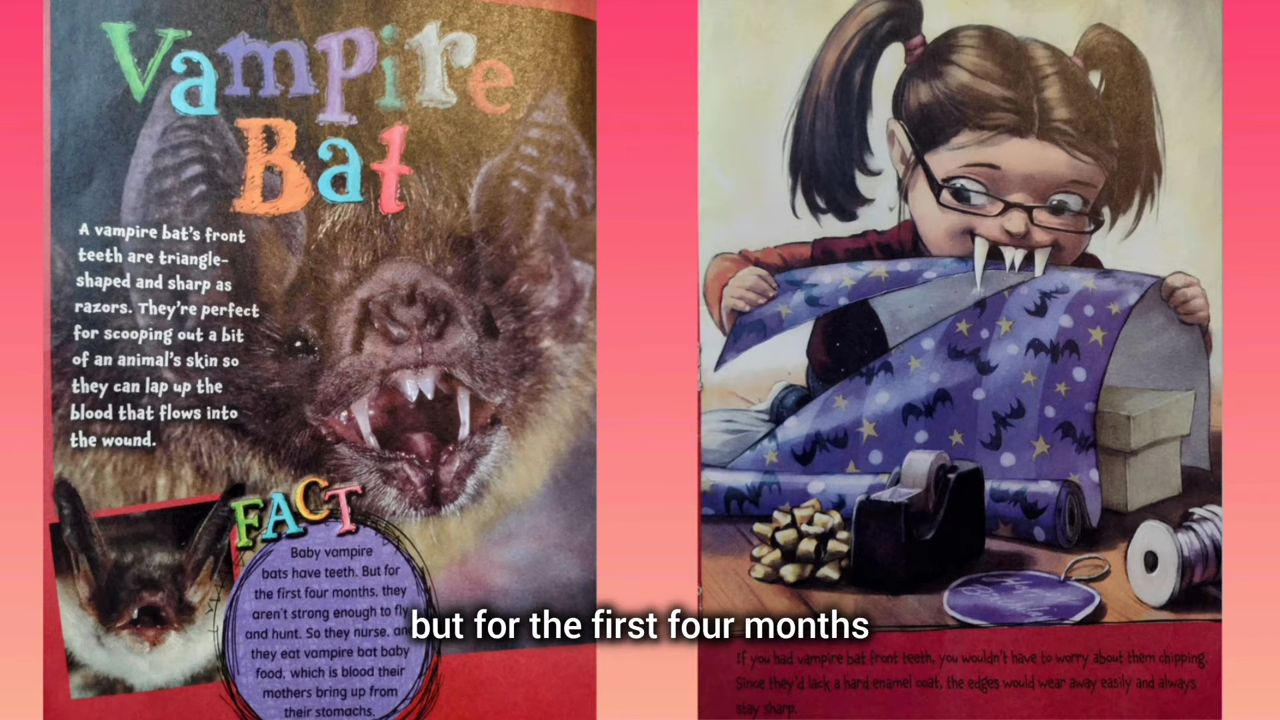 Vampire
Bat
A vampire bat's front
teeth are triangle-
shaped and sharp as
razors. They're perfect
for scooping out a bit
of an animal's skin so
they can lap up the
blood that flows into
the wound.
FACT
Baby vampire
bats have teeth. But for
the first four months, they
aren't strong enough to fly
and hunt. So they nurse, an
they eat vampire bat baby
food, which is blood their
mothers bring up from
their stomachs.
but for the first four months
If you had vampire bat front teeth, you wouldn't have to worry about them chipping.
Since they'd lack a hard enamel coat, the edges would wear away easily and always
stay sharp.